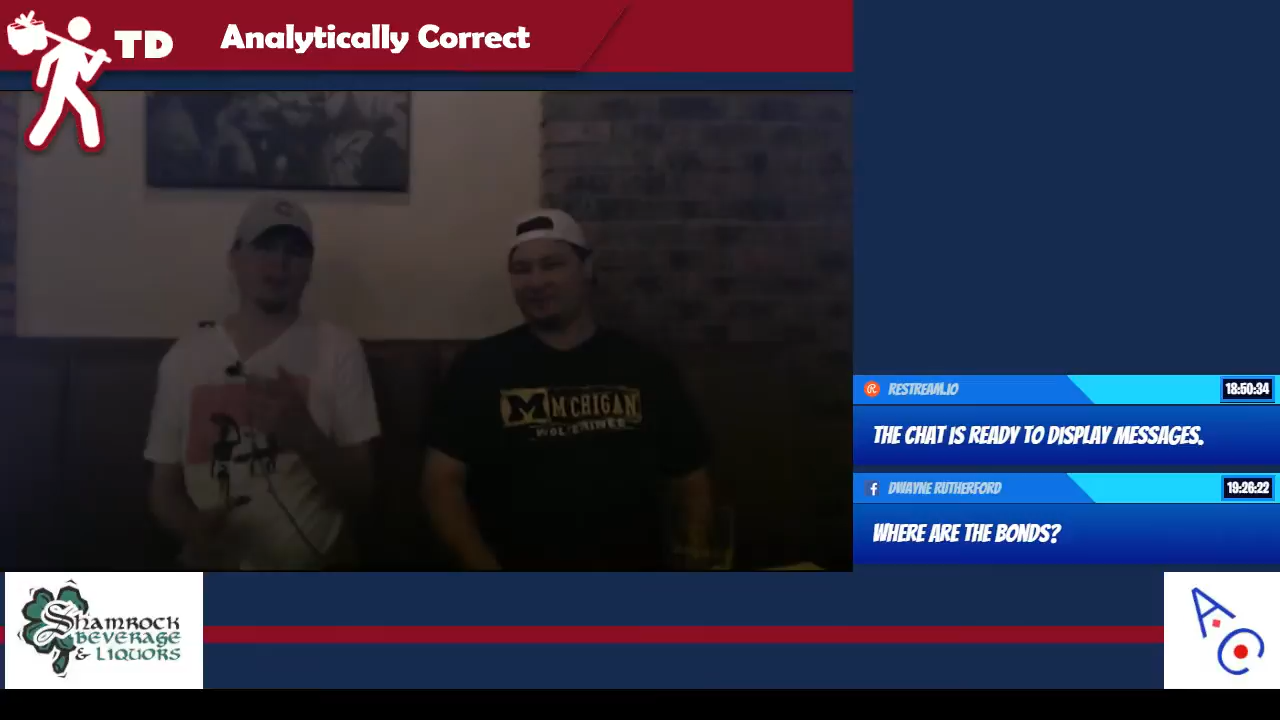 TD
Analytically Correct
MCHIGAN
WOLVERINES
RESTREAM.IO
18:50:34
THE CHAT IS READY TO DISPLAY MESSAGES.
DWAYNE RUTHERFORD
19:26:22
WHERE ARE THE BONDS?
SHAMROCK
BEVERAGE
& LIQUORS
A
C